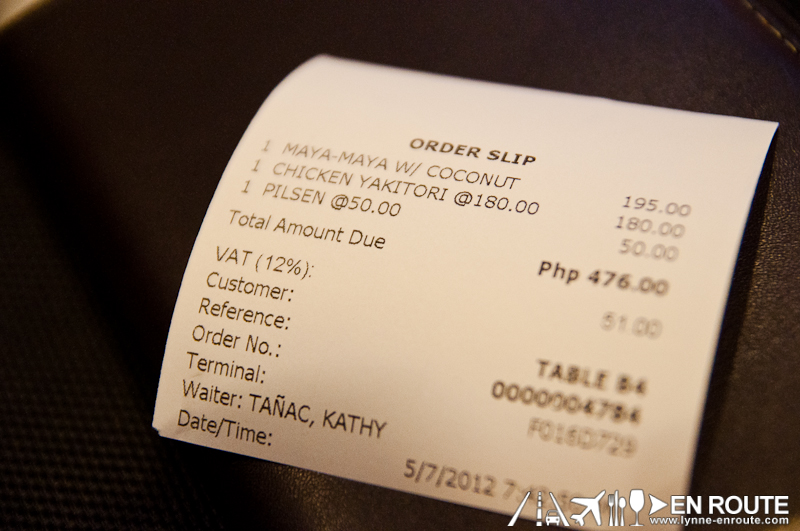 ORDER SLIP
1 MAYA-MAYA W/ COCONUT 195.00
1 CHICKEN YAKITORI @180.00 180.00
1 PILSEN @50.00 50.00
Total Amount Due Php 476.00
VAT (12%): 51.00
Customer: TABLE B4
Reference: 0000004784
Order No.: F016D729
Terminal:
Waiter: TAÑAC, KATHY
Date/Time: 5/7/2012
EN ROUTE
www.lynne-enroute.com